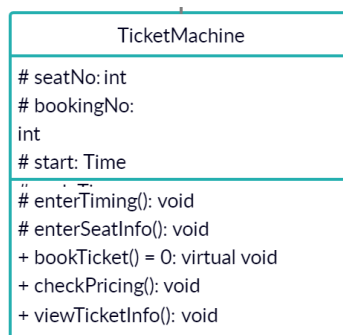 TicketMachine
# seatNo: int
# bookingNo:
int
# start: Time
# enterTiming(): void
# enterSeatInfo(): void
+ bookTicket() = 0: virtual void
+ checkPricing(): void
+ viewTicketInfo(): void